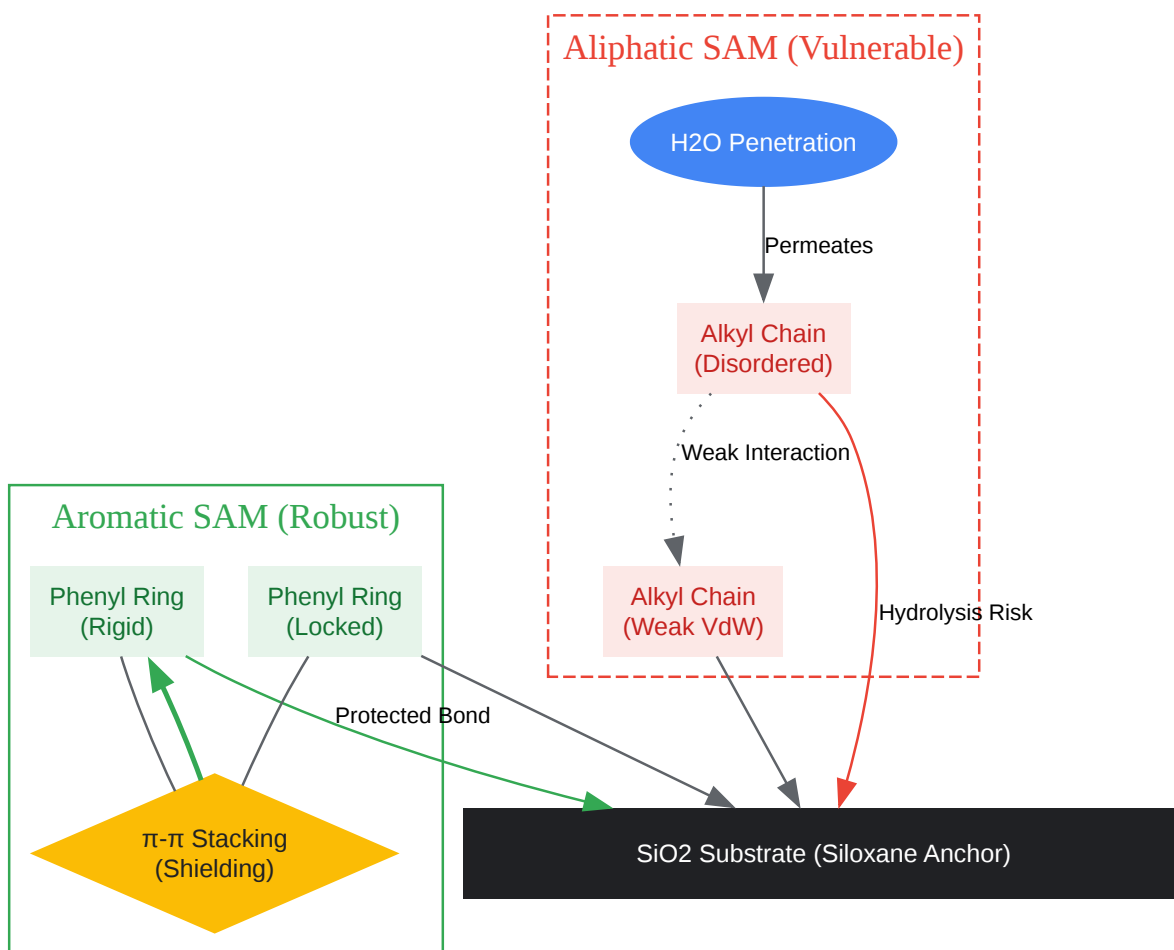 Aliphatic SAM (Vulnerable)
H2O Penetration
Permeates
Alkyl Chain
(Disordered)
Weak Interaction
Aromatic SAM (Robust)
Phenyl Ring
(Rigid)
Phenyl Ring
(Locked)
Alkyl Chain
(Weak VdW)
Hydrolysis Risk
Protected Bond
π-π Stacking
(Shielding)
SiO2 Substrate (Siloxane Anchor)